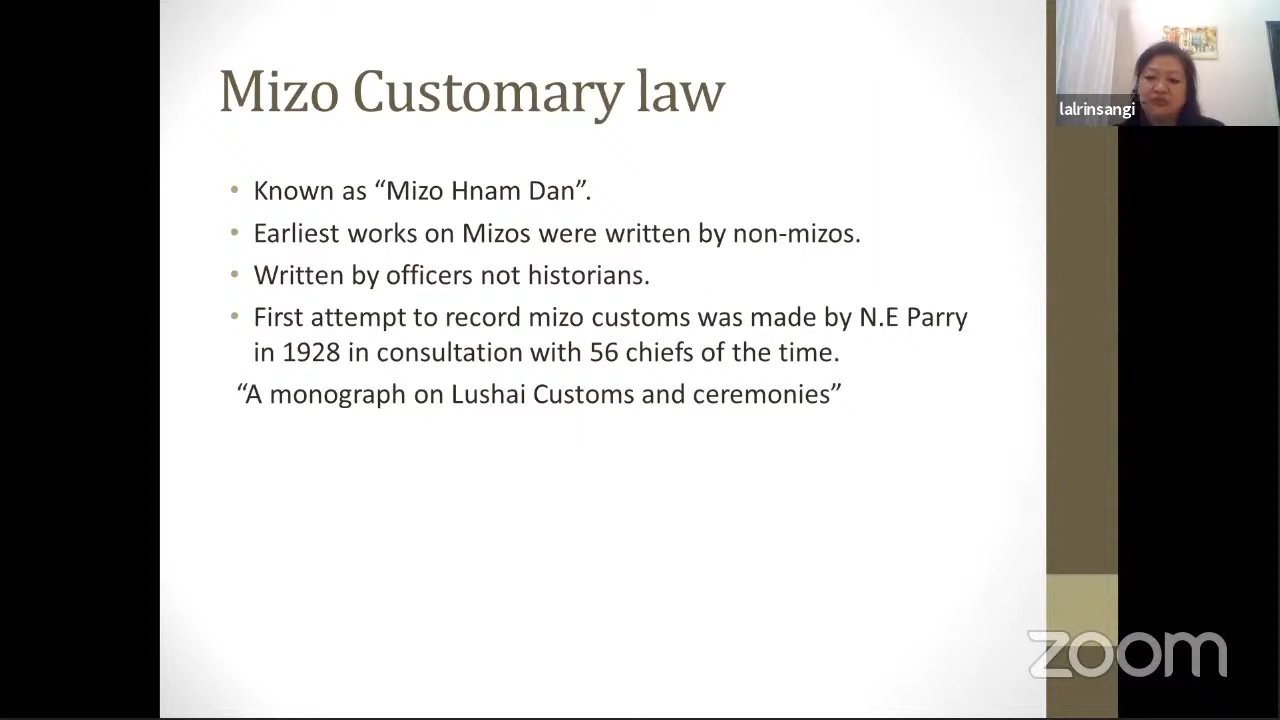 Mizo Customary law
• Known as “Mizo Hnam Dan”.
• Earliest works on Mizos were written by non-mizos.
• Written by officers not historians.
• First attempt to record mizo customs was made by N.E Parry
in 1928 in consultation with 56 chiefs of the time.
“A monograph on Lushai Customs and ceremonies”
lalrinsangi
zoom